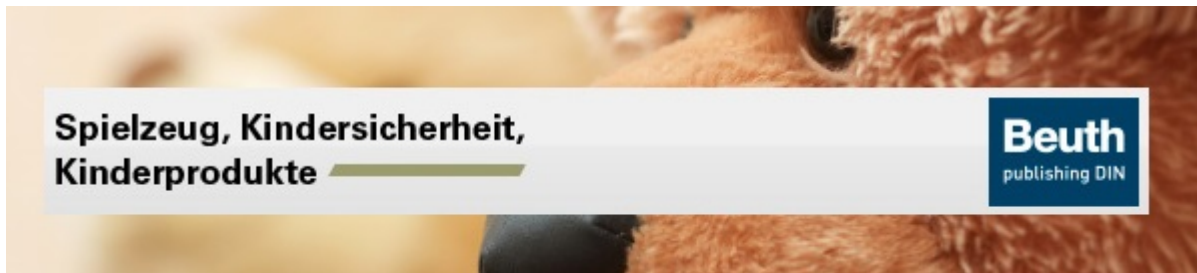 Spielzeug, Kindersicherheit,
Kinderprodukte
Beuth
publishing DIN